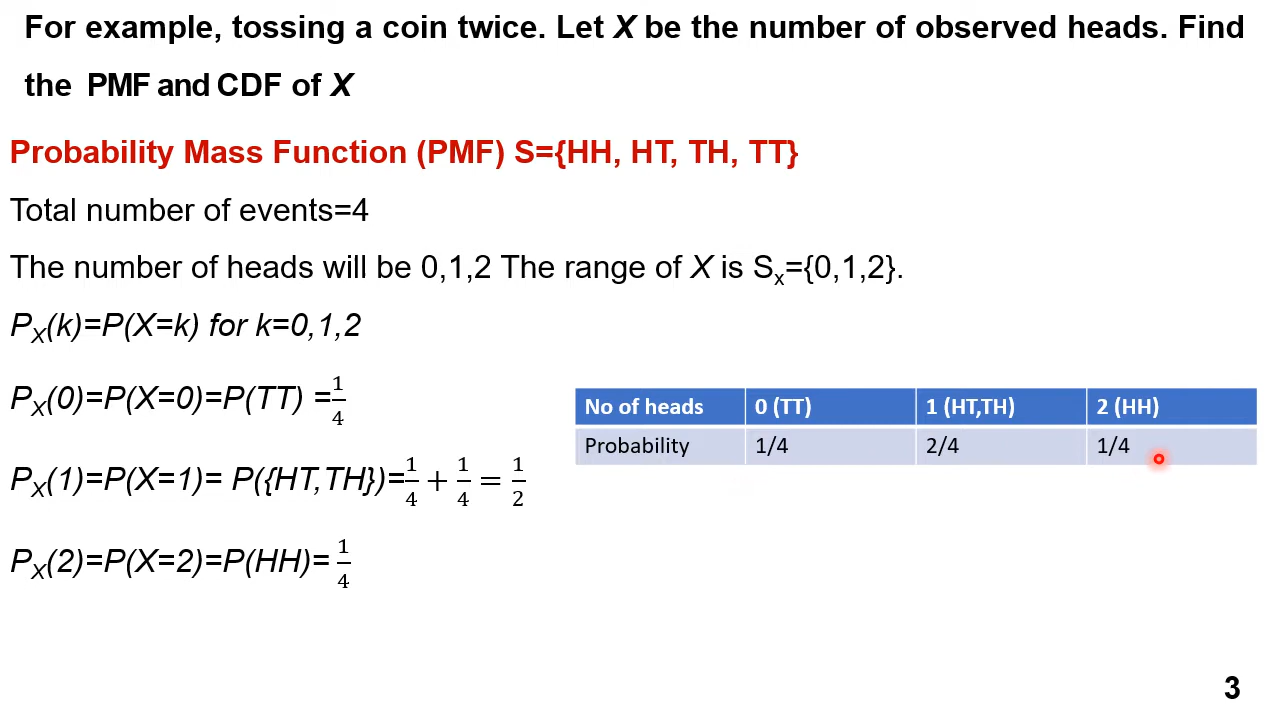 For example, tossing a coin twice. Let X be the number of observed heads. Find
the PMF and CDF of X
Probability Mass Function (PMF) S={HH, HT, TH, TT}
Total number of events=4
The number of heads will be 0,1,2 The range of X is Sx={0,1,2}.
PX(k)=P(X=k) for k=0,1,2
PX(0)=P(X=0)=P(TT) =1/4
No of heads 0 (TT) 1 (HT,TH) 2 (HH)
Probability 1/4 2/4 1/4
PX(1)=P(X=1)= P({HT,TH})=1/4 + 1/4 = 1/2
PX(2)=P(X=2)=P(HH)= 1/4
3